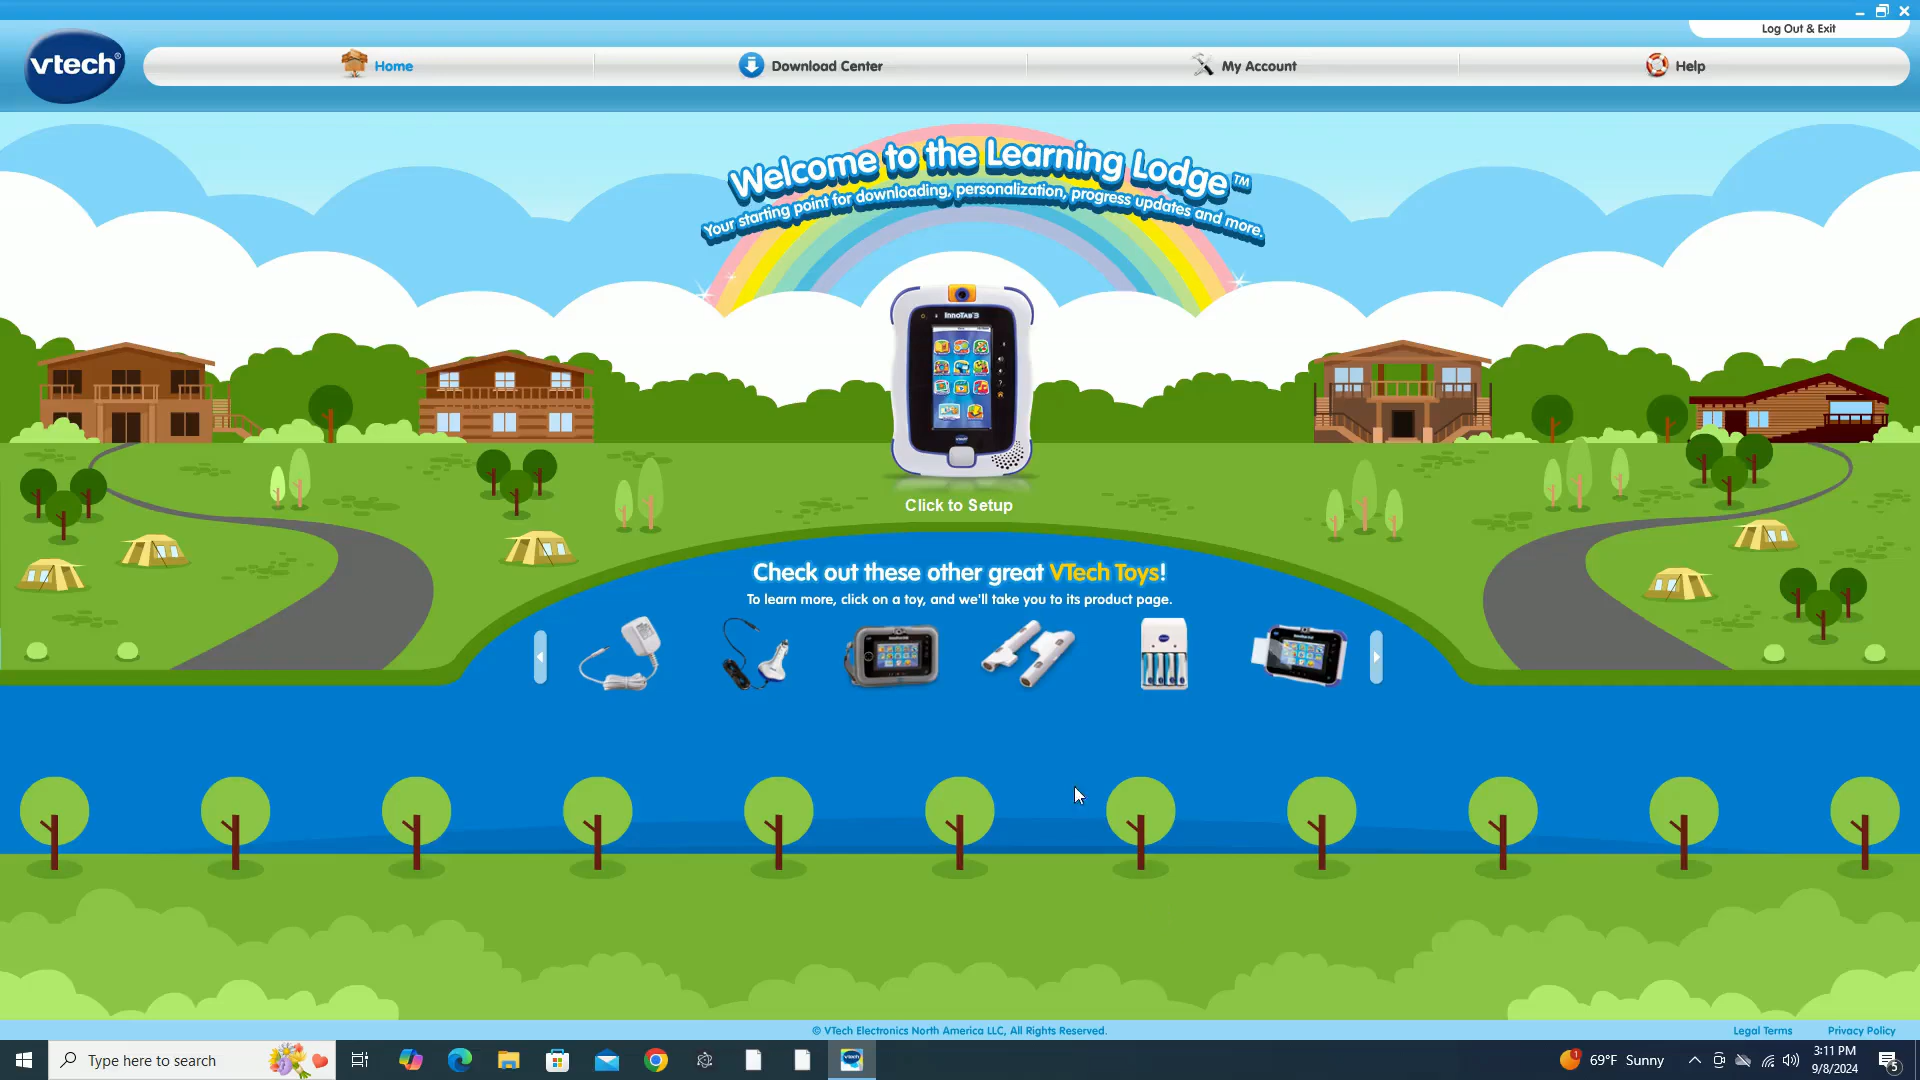 Log Out & Exit
vtech®
Home
Download Center
My Account
Help
Welcome to the Learning Lodge™
Your starting point for downloading, personalization, progress updates and more.
InnoTAB 3
Click to Setup
Check out these other great VTech Toys!
To learn more, click on a toy, and we'll take you to its product page.
© VTech Electronics North America LLC, All Rights Reserved.
Legal Terms
Privacy Policy
Type here to search
1
69°F Sunny
3:11 PM
9/8/2024
5